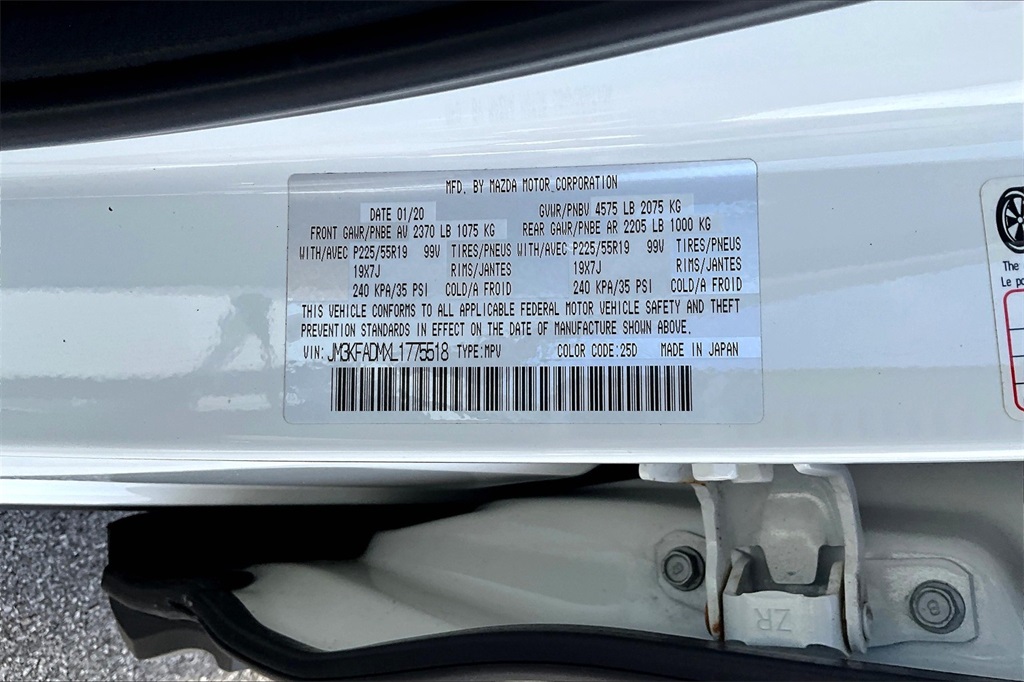 MFD. BY MAZDA MOTOR CORPORATION
DATE 01/20 GVWR/PNBV 4575 LB 2075 KG
FRONT GAWR/PNBE AV 2370 LB 1075 KG REAR GAWR/PNBE AR 2205 LB 1000 KG
WITH/AVEC P225/55R19 99V TIRES/PNEUS WITH/AVEC P225/55R19 99V TIRES/PNEUS
19X7J RIMS/JANTES 19X7J RIMS/JANTES
240 KPA/35 PSI COLD/A FROID 240 KPA/35 PSI COLD/A FROID
THIS VEHICLE CONFORMS TO ALL APPLICABLE FEDERAL MOTOR VEHICLE SAFETY AND THEFT
PREVENTION STANDARDS IN EFFECT ON THE DATE OF MANUFACTURE SHOWN ABOVE.
VIN: JM3KFADMXL1775518 TYPE:MPV COLOR CODE:25D MADE IN JAPAN
The
Le po
ZR
8